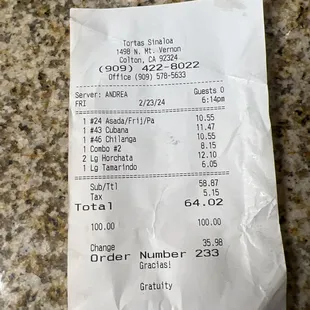 Tortas Sinaloa
1498 N. Mt. Vernon
Colton, CA 92324
(909) 422-8022
Office (909) 578-5633
Server: ANDREA Guests 0
FRI 2/23/24 6:14pm
1 #24 Asada/Frij/Pa 10.55
1 #43 Cubana 11.47
1 #46 Chilanga 10.55
1 Combo #2 8.15
2 Lg Horchata 12.10
1 Lg Tamarindo 6.05
Sub/Ttl 58.87
Tax 5.15
Total 64.02
100.00 100.00
Change 35.98
Order Number 233
Gracias!
Gratuity